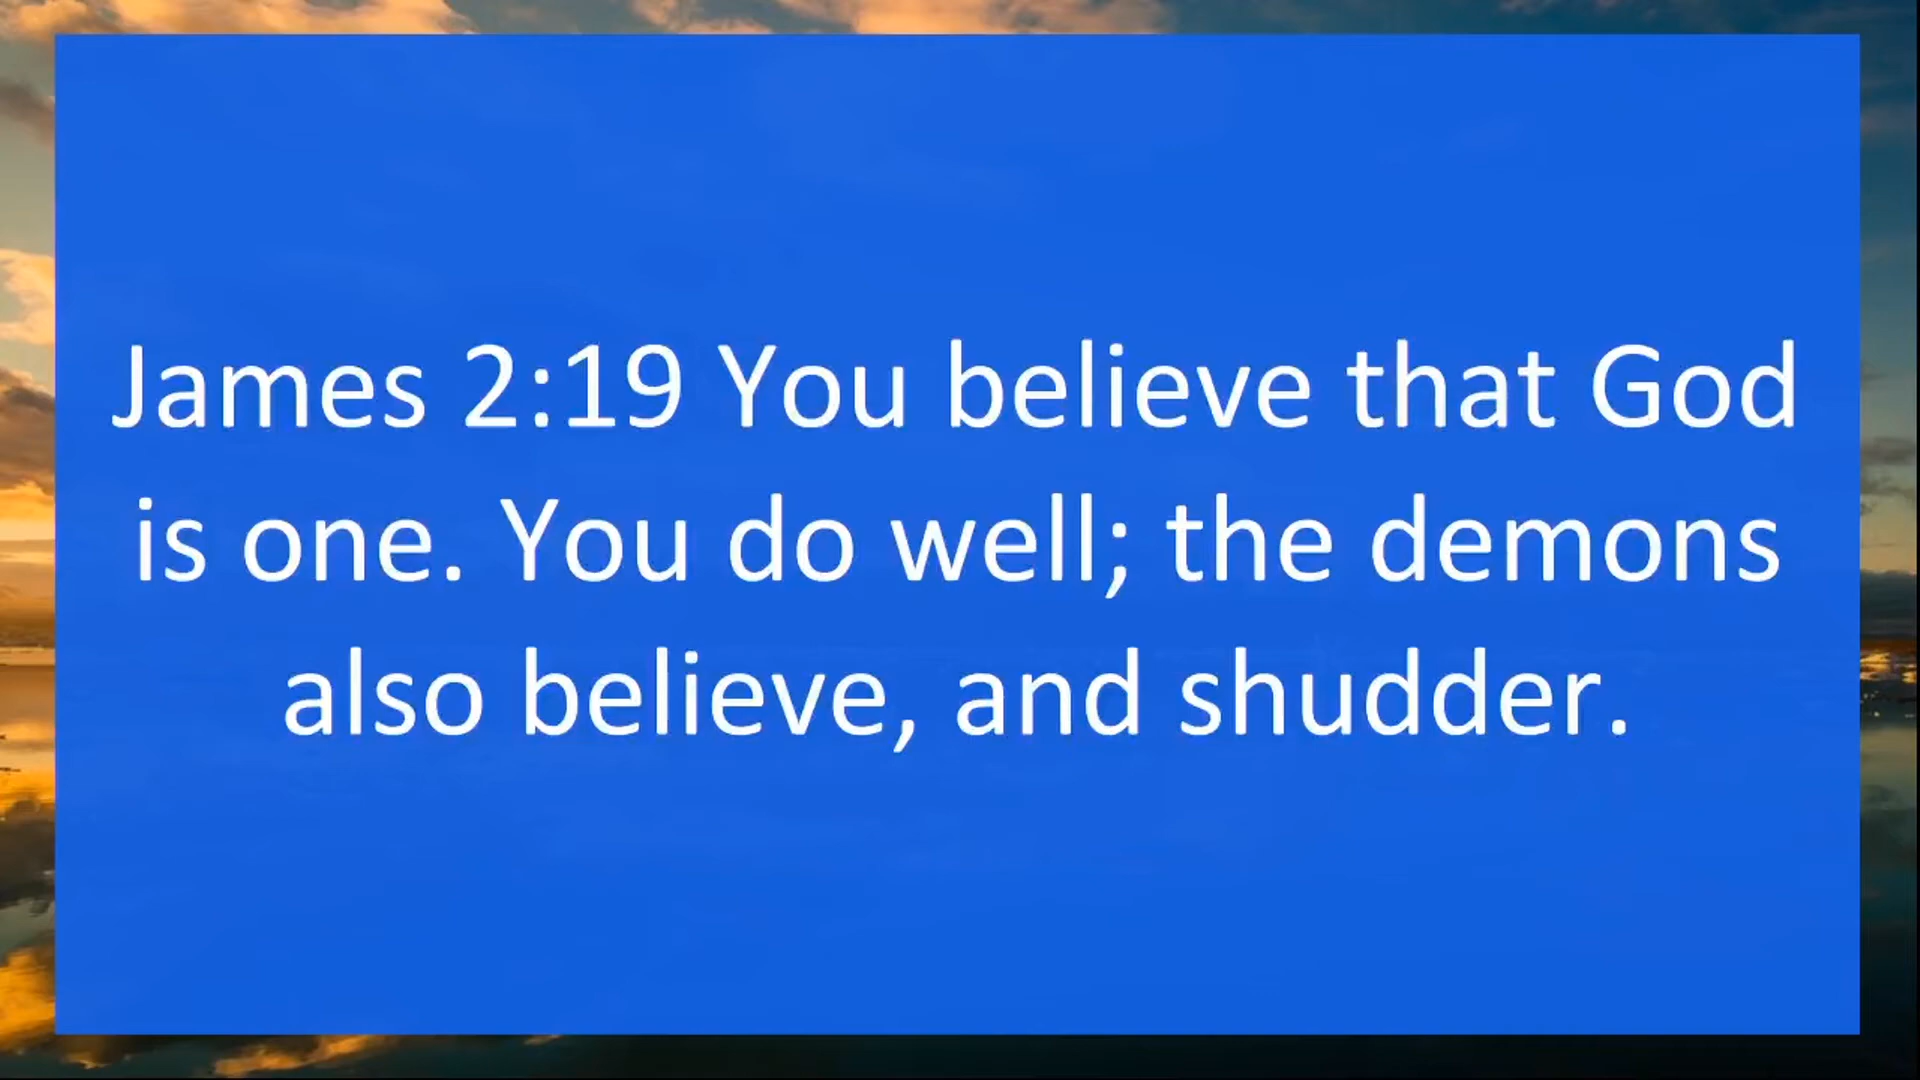 James 2:19 You believe that God
is one. You do well; the demons
also believe, and shudder.